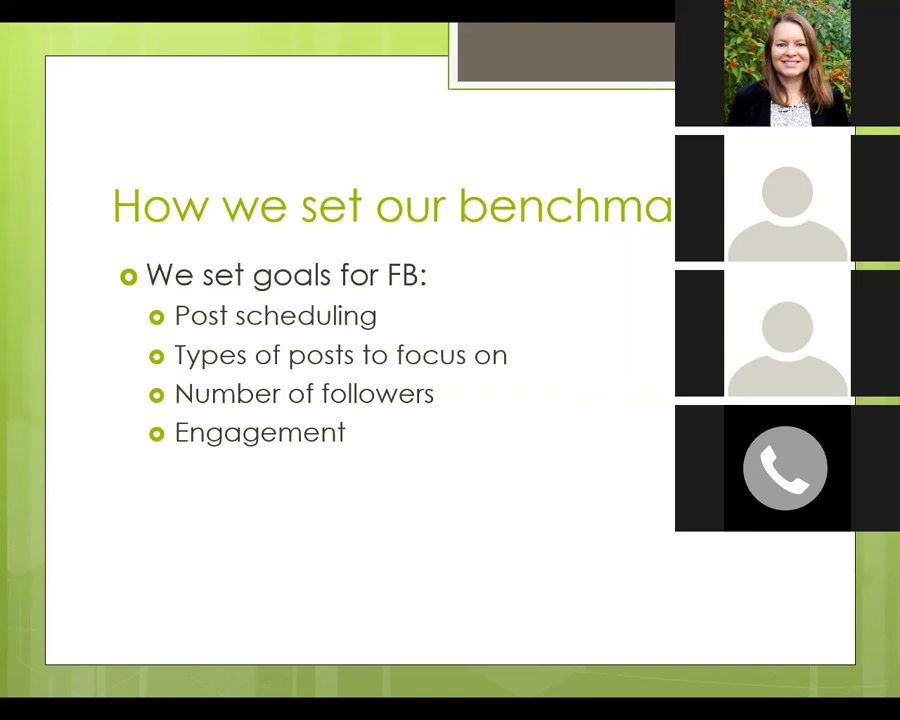 How we set our benchma
We set goals for FB:
Post scheduling
Types of posts to focus on
Number of followers
Engagement